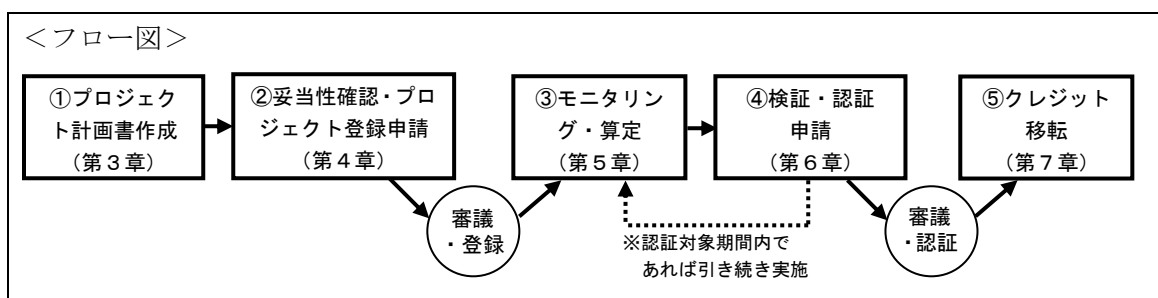 ＜フロー図＞
①プロジェク
ト計画書作成
（第３章）
②妥当性確認・プロ
ジェクト登録申請
（第４章）
審議
・登録
③モニタリン
グ・算定
（第５章）
④検証・認証
申請
（第６章）
※認証対象期間内で
あれば引き続き実施
審議
・認証
⑤クレジット
移転
（第７章）